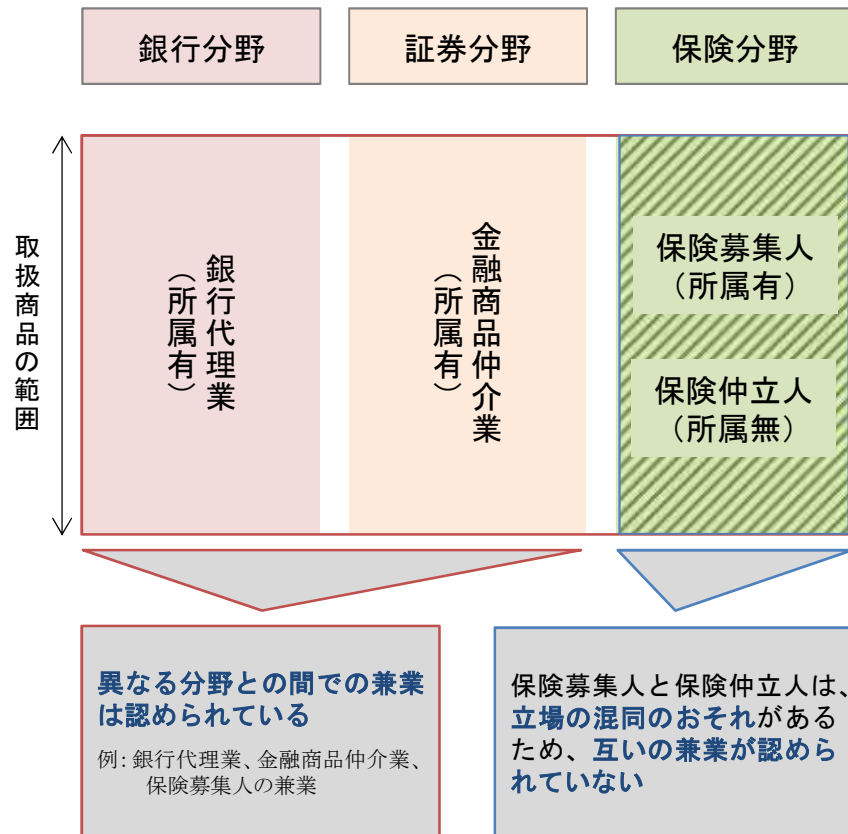 銀行分野
証券分野
保険分野
取扱商品の範囲
銀行代理業
（所属有）
金融商品仲介業
（所属有）
保険募集人
（所属有）
保険仲立人
（所属無）
異なる分野との間での兼業
は認められている
例：銀行代理業、金融商品仲介業、
保険募集人の兼業
保険募集人と保険仲立人は、
立場の混同のおそれがある
ため、互いの兼業が認めら
れていない